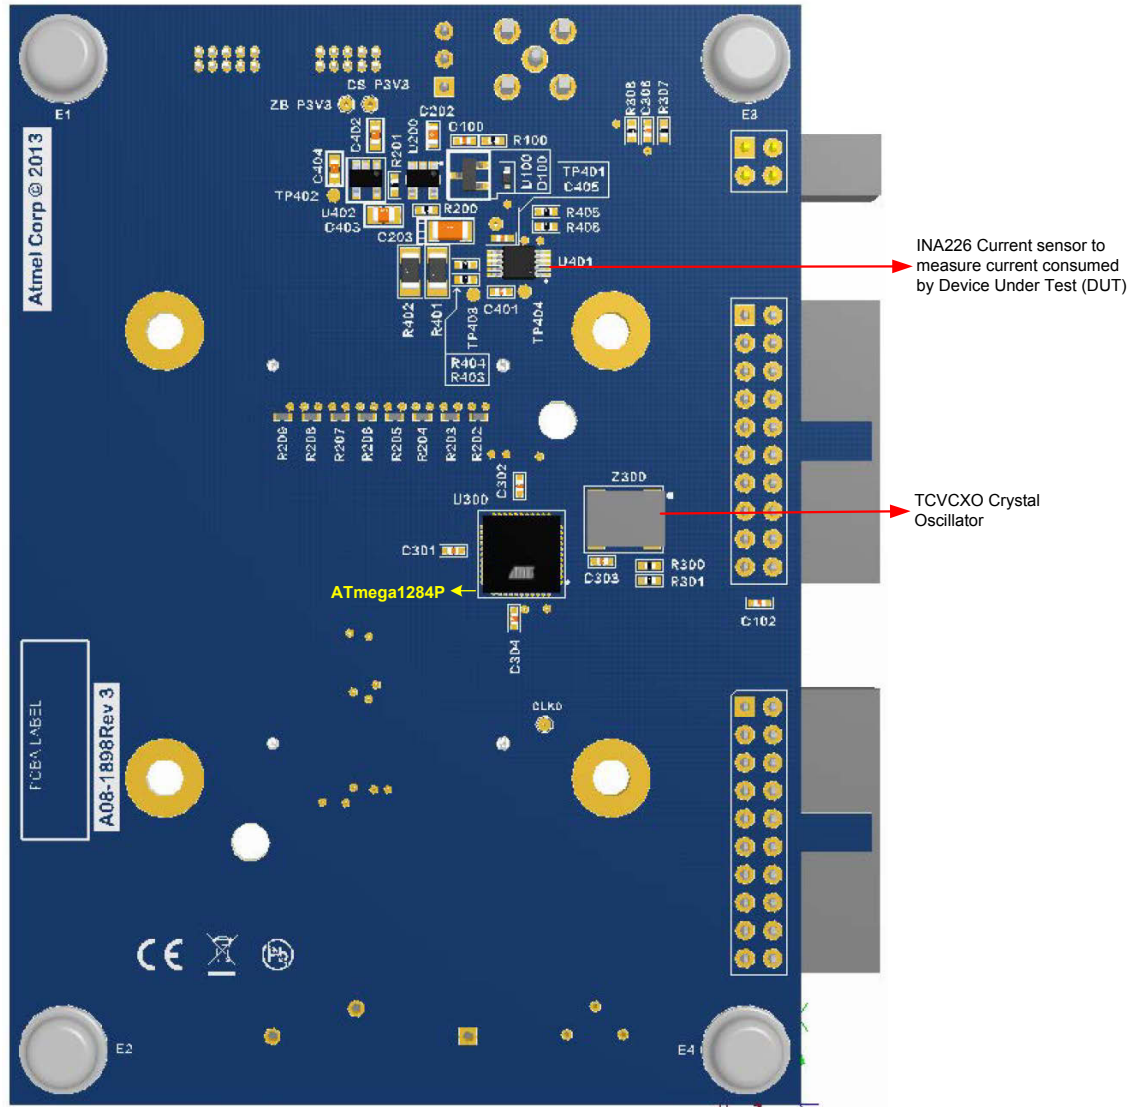 CS P3V3
ZB P3V3
E1
E3
C202
C402
U200
C100
R100
R308
C306
R307
R201
C404
U100
D100
TP401
C405
TP402
U402
C403
R200
C203
R405
R406
U401
INA226 Current sensor to
measure current consumed
by Device Under Test (DUT)
Atmel Corp © 2013
R402
R401
TP403
C401
TP404
R404
R403
R209
R208
R207
R206
R205
R204
R203
R202
C302
Z300
U300
TCVCXO Crystal
Oscillator
C301
C303
R300
R301
ATmega1284P
C102
C304
PCBA LABEL
A08-1898Rev 3
CLKO
CE
Pb
E2
E4